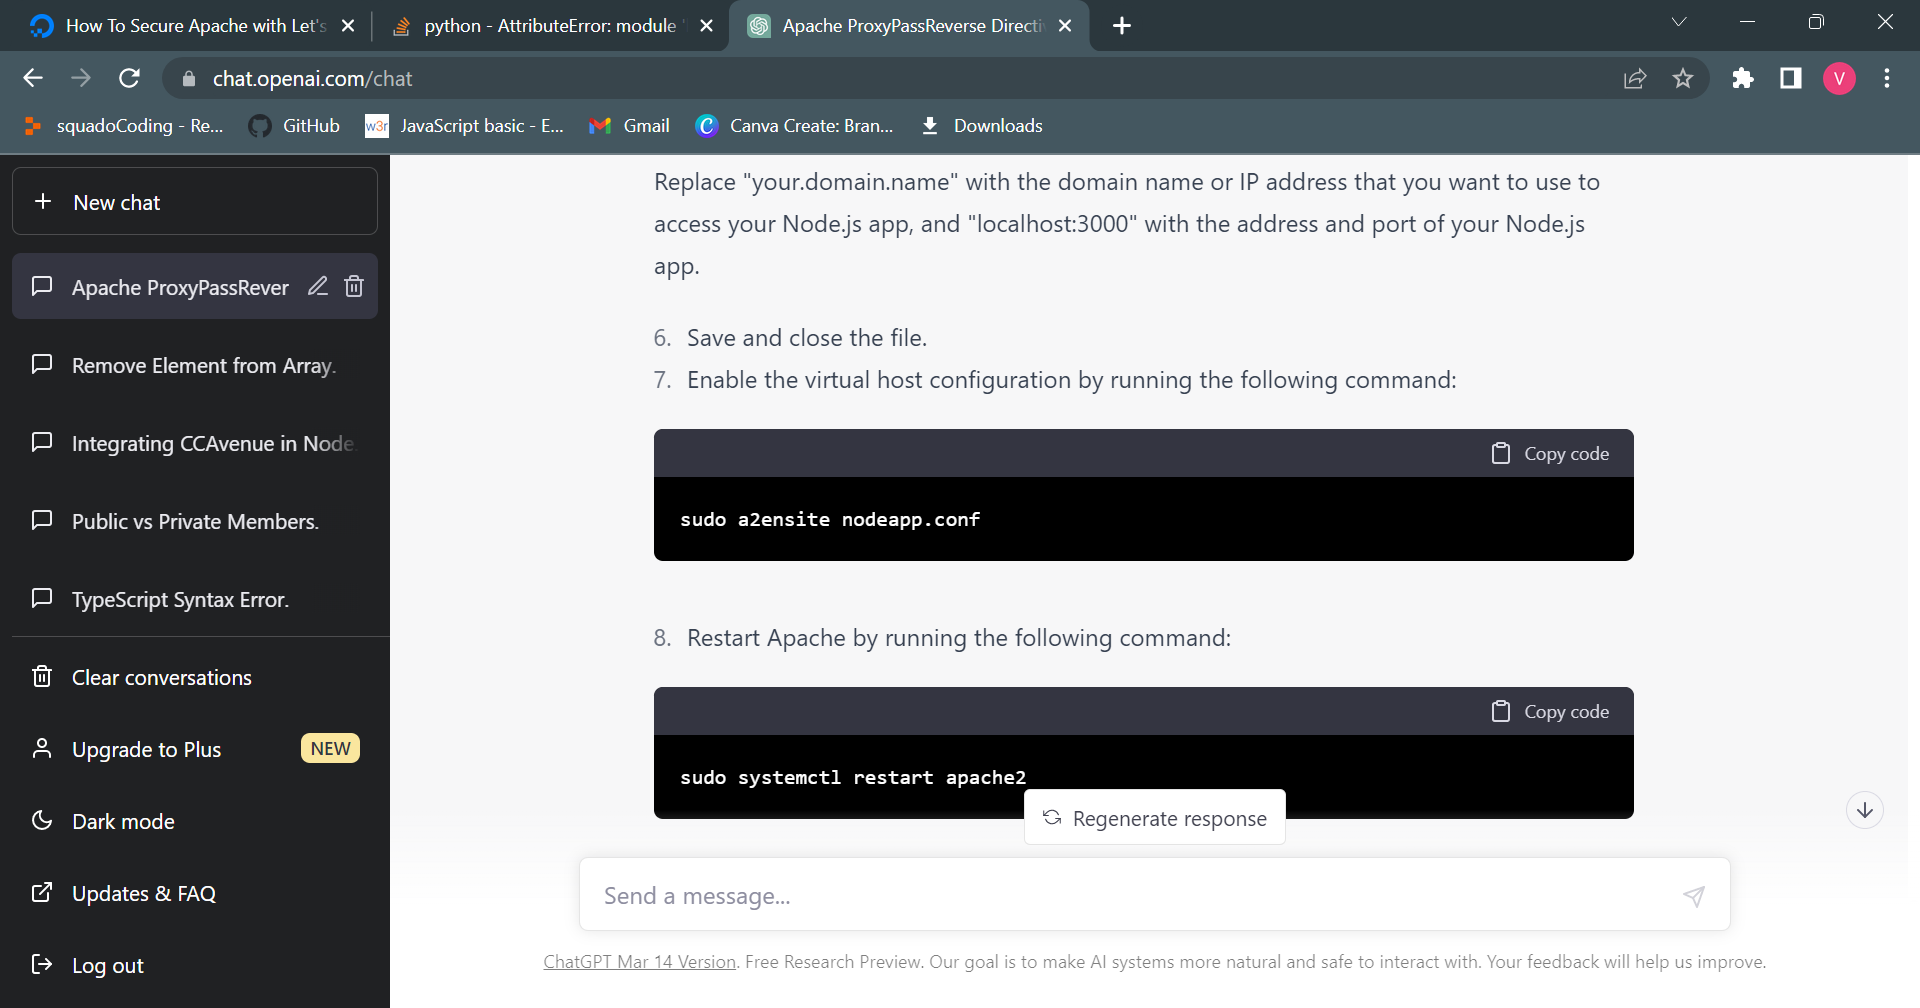 How To Secure Apache with Let's
python - AttributeError: module '
Apache ProxyPassReverse Directi
chat.openai.com/chat
V
squadoCoding - Re...
GitHub
w3r
JavaScript basic - E...
Gmail
Canva Create: Bran...
Downloads
New chat
Apache ProxyPassRever
Remove Element from Array.
Integrating CCAvenue in Node.
Public vs Private Members.
TypeScript Syntax Error.
Clear conversations
Upgrade to Plus
NEW
Dark mode
Updates & FAQ
Log out
Replace "your.domain.name" with the domain name or IP address that you want to use to
access your Node.js app, and "localhost:3000" with the address and port of your Node.js
app.
6. Save and close the file.
7. Enable the virtual host configuration by running the following command:
Copy code
sudo a2ensite nodeapp.conf
8. Restart Apache by running the following command:
Copy code
sudo systemctl restart apache2
Regenerate response
Send a message...
ChatGPT Mar 14 Version. Free Research Preview. Our goal is to make AI systems more natural and safe to interact with. Your feedback will help us improve.